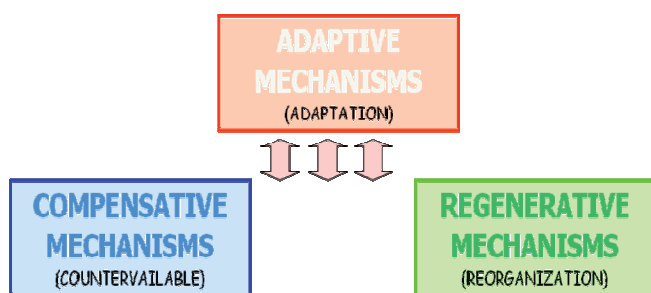 ADAPTIVE
MECHANISMS
(ADAPTATION)
COMPENSATIVE
MECHANISMS
(COUNTERVAILABLE)
REGENERATIVE
MECHANISMS
(REORGANIZATION)